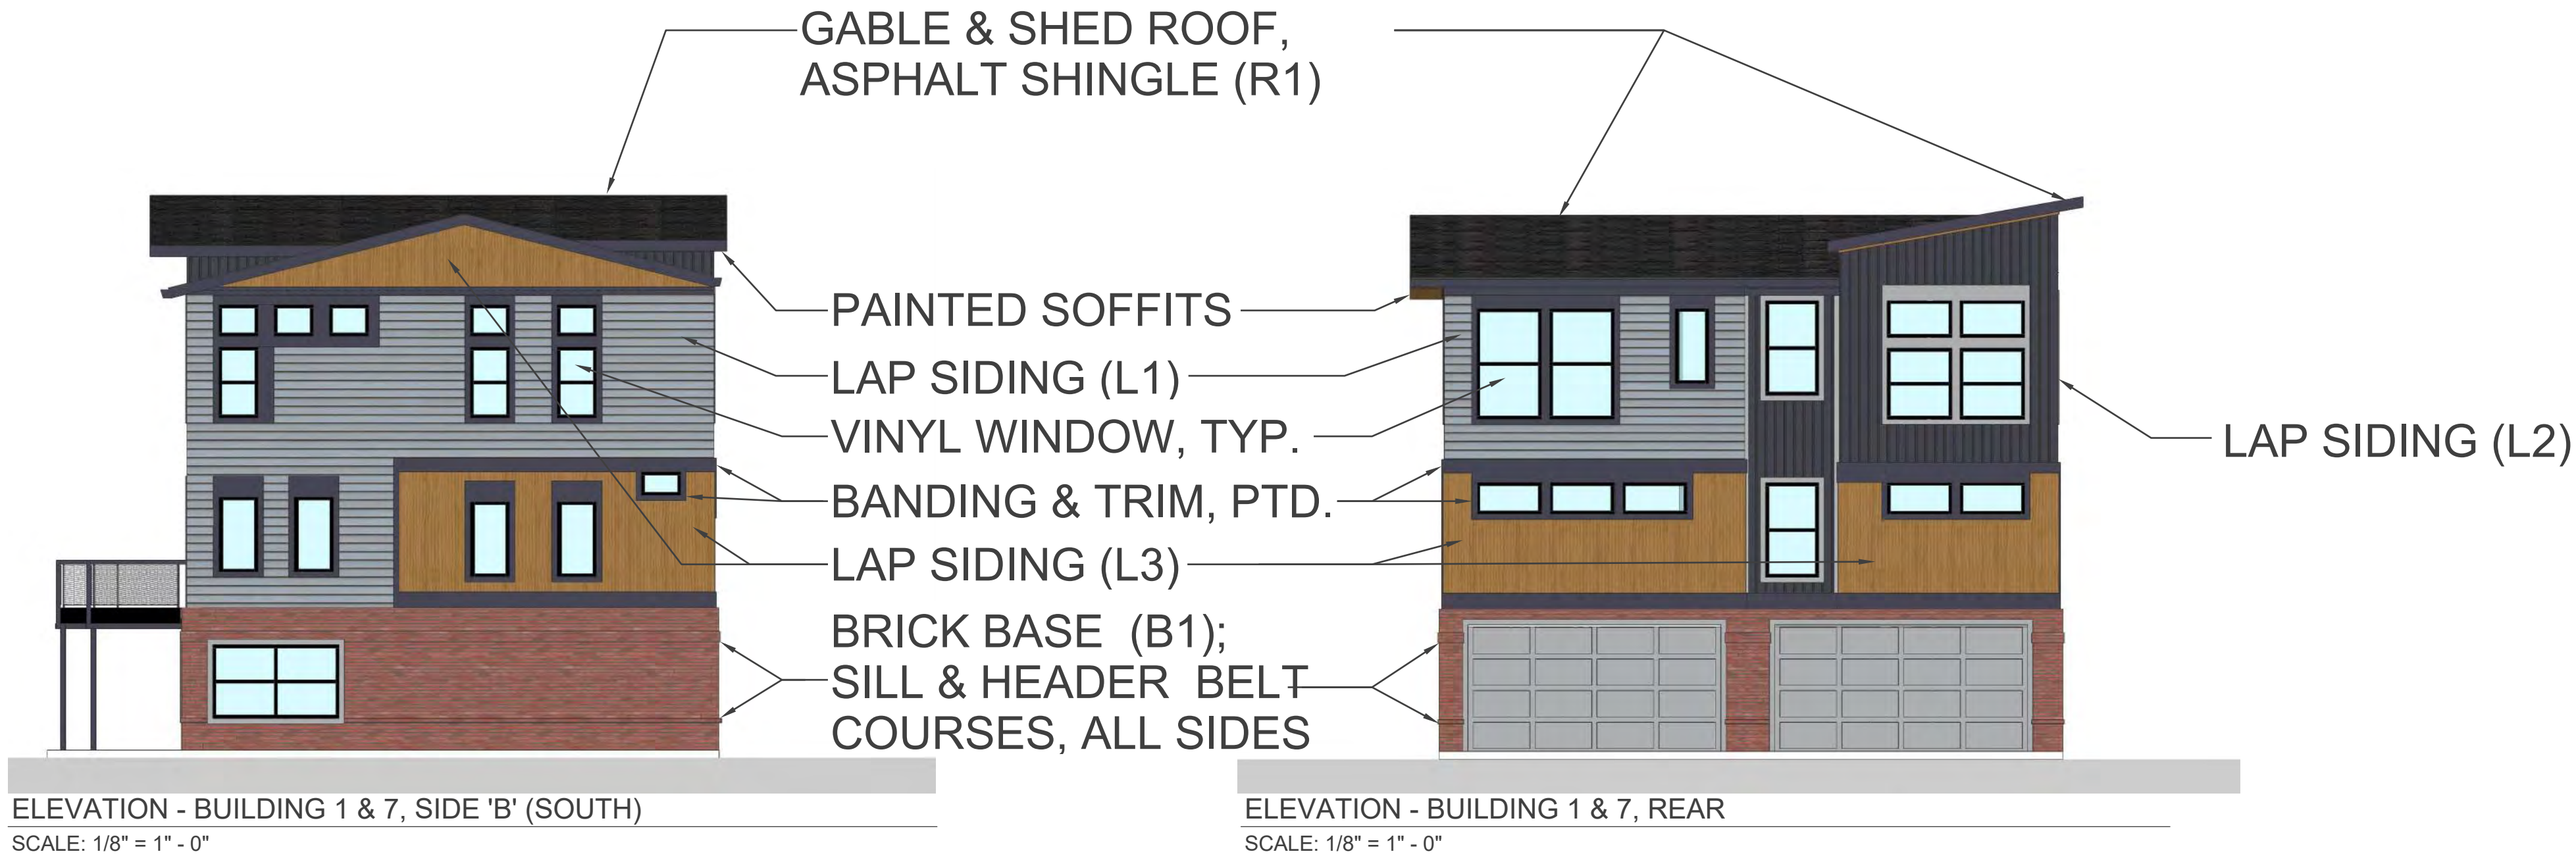 GABLE & SHED ROOF,
ASPHALT SHINGLE (R1)
PAINTED SOFFITS
LAP SIDING (L1)
VINYL WINDOW, TYP.
BANDING & TRIM, PTD.
LAP SIDING (L3)
BRICK BASE (B1);
SILL & HEADER BELT
COURSES, ALL SIDES
LAP SIDING (L2)
ELEVATION - BUILDING 1 & 7, SIDE 'B' (SOUTH)
SCALE: 1/8" = 1" - 0"
ELEVATION - BUILDING 1 & 7, REAR
SCALE: 1/8" = 1" - 0"